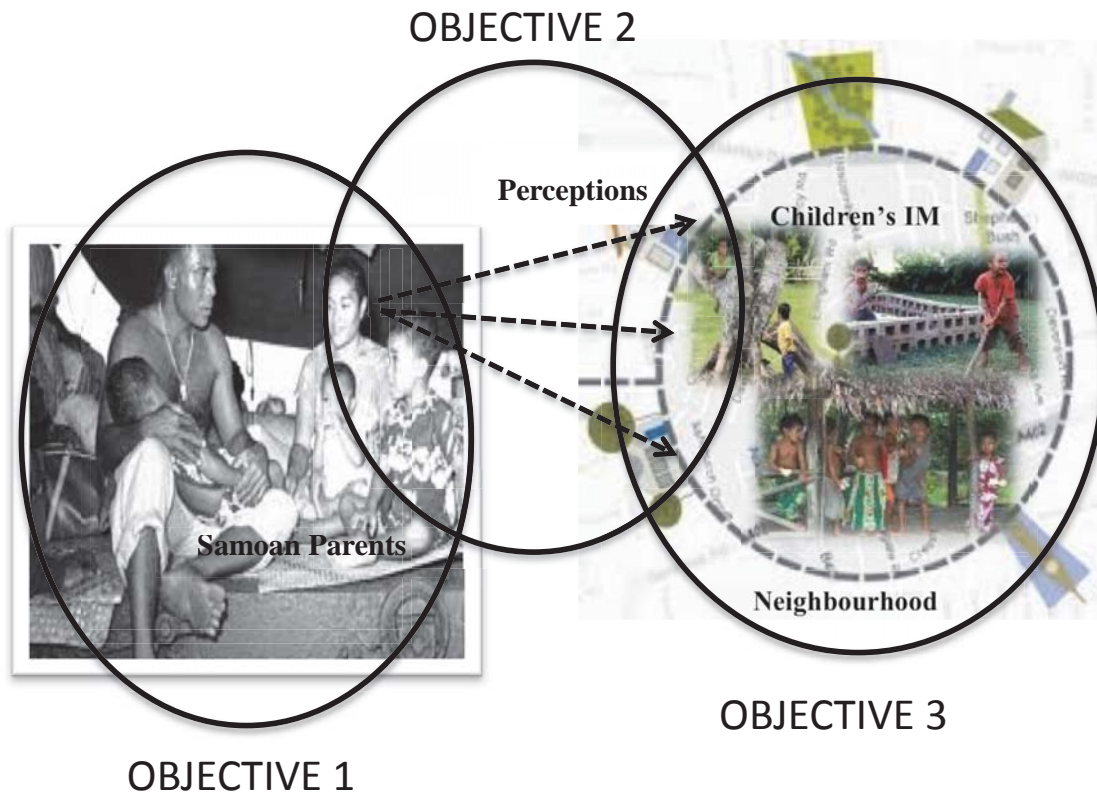 OBJECTIVE 2
Perceptions
Children's IM
Samoan Parents
Neighbourhood
OBJECTIVE 3
OBJECTIVE 1